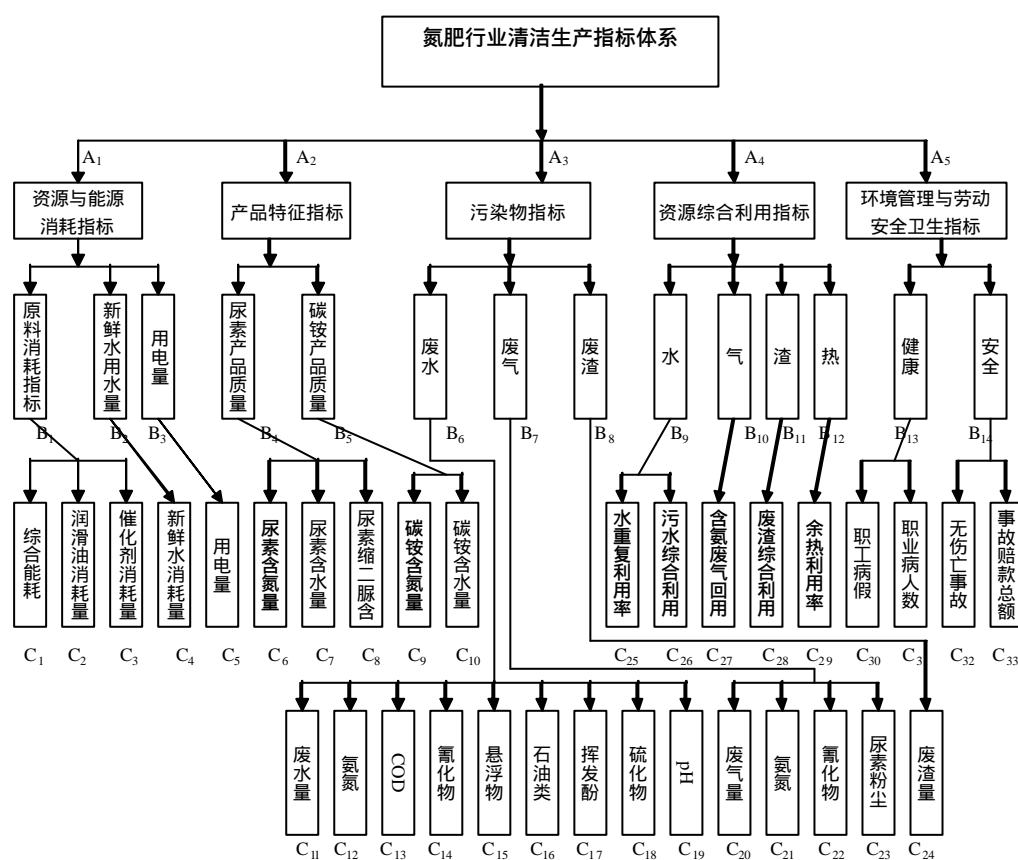 氮肥行业清洁生产指标体系
A1
A2
A3
A4
A5
资源与能源
消耗指标
产品特征指标
污染物指标
资源综合利用指标
环境管理与劳动
安全卫生指标
原料消耗指标
新鲜水用水量
用电量
尿素产品质量
碳铵产品质量
废水
废气
废渣
水
气
渣
热
健康
安全
B1
B2
B3
B4
B5
B6
B7
B8
B9
B10
B11
B12
B13
B14
综合能耗
润滑油消耗量
催化剂消耗量
新鲜水消耗量
用电量
尿素含氮量
尿素含水量
尿素缩二脲含
碳铵含氮量
碳铵含水量
水重复利用率
污水综合利用
含氨废气回用
废渣综合利用
余热利用率
职工病假
职业病人数
无伤亡事故
事故赔款总额
C1
C2
C3
C4
C5
C6
C7
C8
C9
C10
C25
C26
C27
C28
C29
C30
C3
C32
C33
废水量
氨氮
COD
氰化物
悬浮物
石油类
挥发酚
硫化物
pH
废气量
氨氮
氰化物
尿素粉尘
废渣量
C11
C12
C13
C14
C15
C16
C17
C18
C19
C20
C21
C22
C23
C24